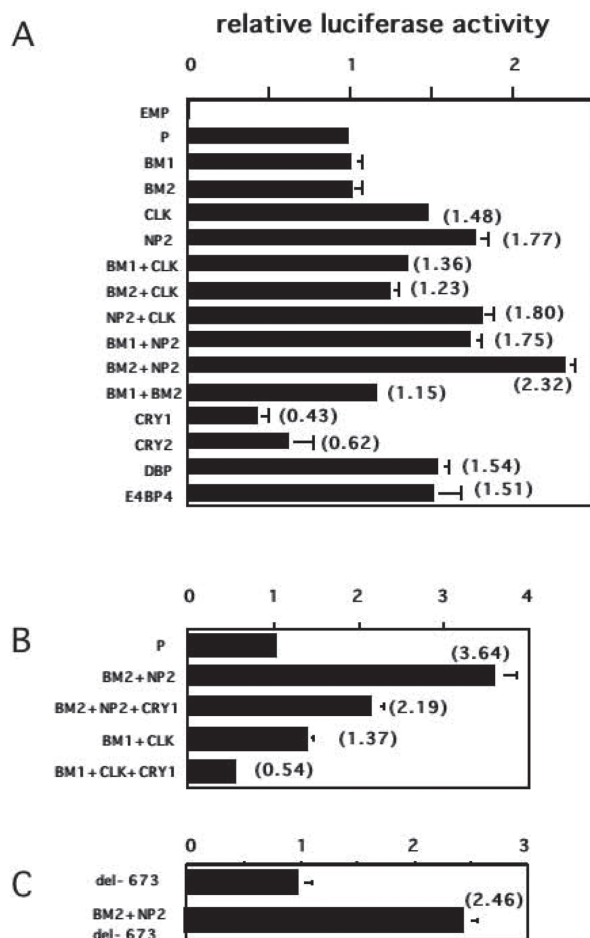 A
relative luciferase activity
0 1 2
EMP
P
BM1
BM2
CLK (1.48)
NP2 (1.77)
BM1+CLK (1.36)
BM2+CLK (1.23)
NP2+CLK (1.80)
BM1+NP2 (1.75)
BM2+NP2 (2.32)
BM1+BM2 (1.15)
CRY1 (0.43)
CRY2 (0.62)
DBP (1.54)
E4BP4 (1.51)
B
0 1 2 3 4
P
BM2+NP2 (3.64)
BM2+NP2+CRY1 (2.19)
BM1+CLK (1.37)
BM1+CLK+CRY1 (0.54)
C
0 1 2 3
del-673
BM2+NP2 (2.46)
del-673